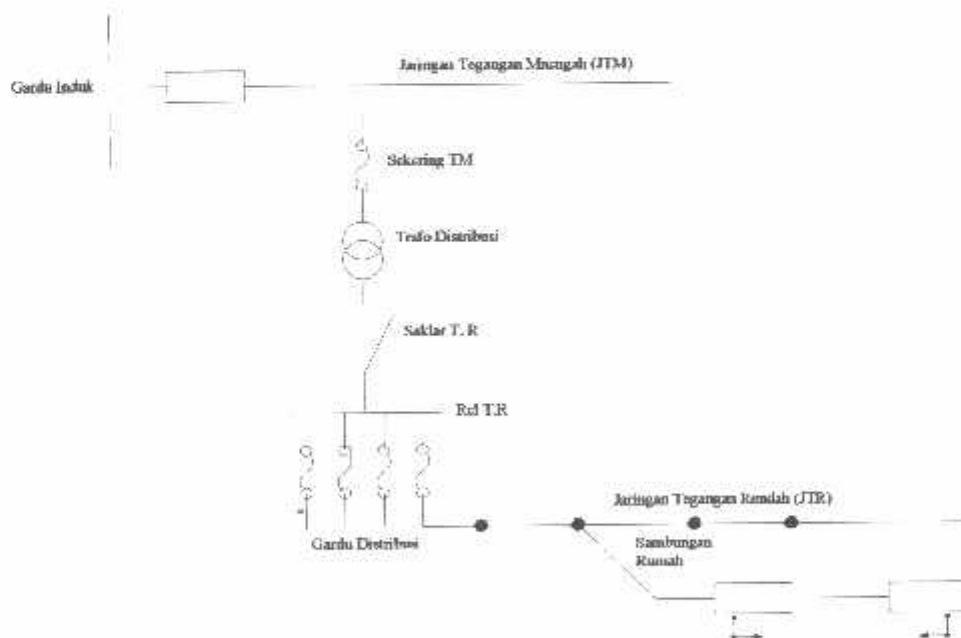 Jaringan Tegangan Mnengah (JTM)
Gardu Induk
Sekering TM
Trafo Distribusi
Saklar T. R
Rel T.R
Jaringan Tegangan Rendah (JTR)
Gardu Distribusi
Sambungan
Rumah